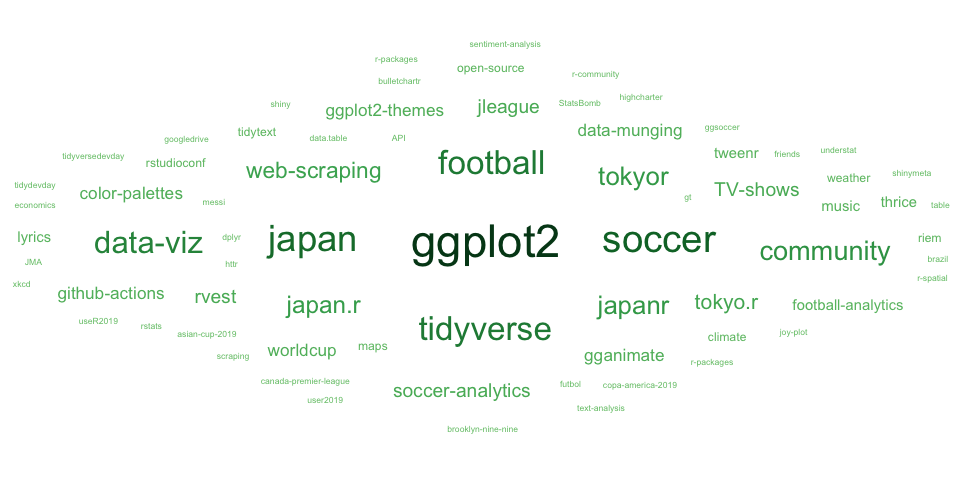 sentiment-analysis
r-packages
open-source
r-community
bulletchartr
shiny
ggplot2-themes
jleague
StatsBomb
highcharter
googledrive
tidytext
data.table
API
data-munging
ggsoccer
tidyversedevday
rstudioconf
web-scraping
football
tokyor
tweenr
friends
understat
tidydevday
color-palettes
messi
gt
TV-shows
weather
shinymeta
economics
music
thrice
table
lyrics
data-viz
dplyr
japan
ggplot2
soccer
community
riem
JMA
httr
brazil
xkcd
github-actions
rvest
japan.r
japanr
tokyo.r
football-analytics
r-spatial
useR2019
rstats
asian-cup-2019
tidyverse
climate
joy-plot
scraping
worldcup
maps
gganimate
r-packages
canada-premier-league
soccer-analytics
futbol
copa-america-2019
user2019
text-analysis
brooklyn-nine-nine